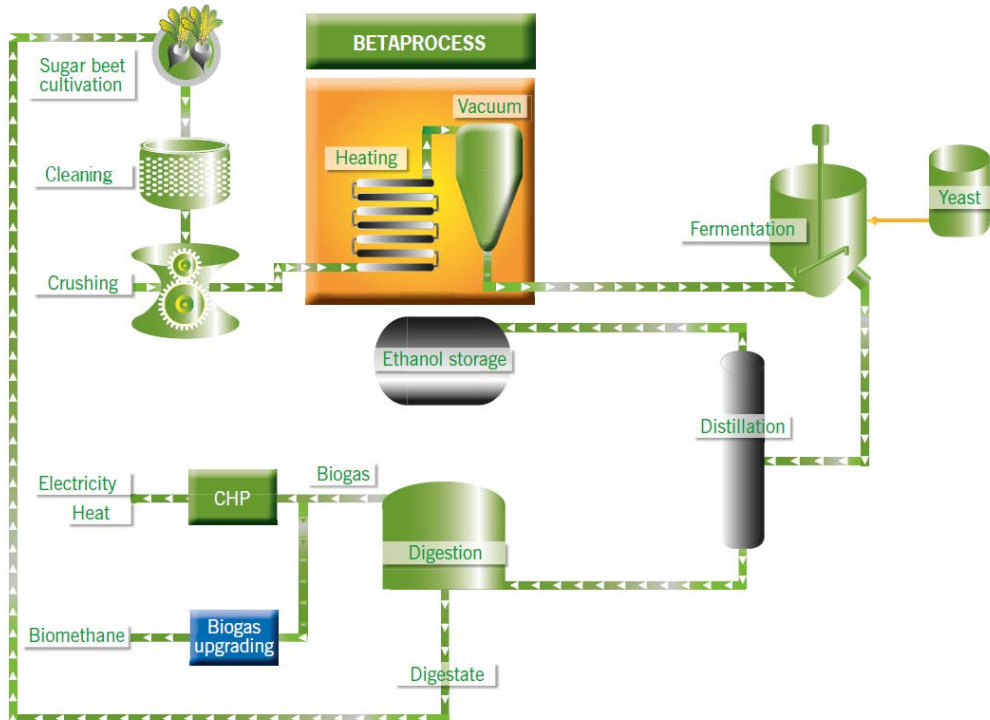 BETAPROCESS
Sugar beet
cultivation
Vacuum
Heating
Cleaning
Yeast
Fermentation
Crushing
Ethanol storage
Distillation
Biogas
Electricity
Heat
CHP
Digestion
Biomethane
Biogas
upgrading
Digestate